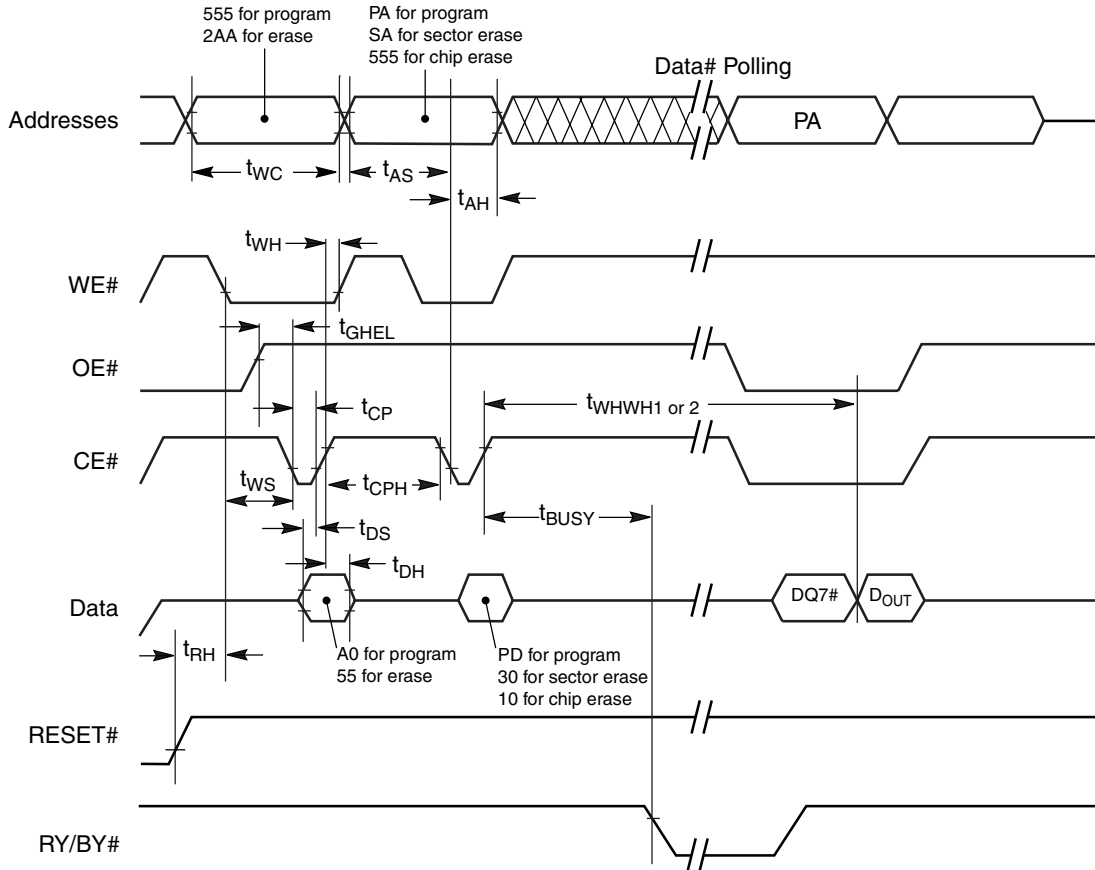 555 for program
2AA for erase
PA for program
SA for sector erase
555 for chip erase
Data# Polling
Addresses
PA
tWC
tAS
tAH
tWH
WE#
tGHEL
OE#
tWHWH1 or 2
tCP
CE#
tWS
tCPH
tBUSY
tDS
tDH
Data
DQ7#
DOUT
tRH
A0 for program
55 for erase
PD for program
30 for sector erase
10 for chip erase
RESET#
RY/BY#